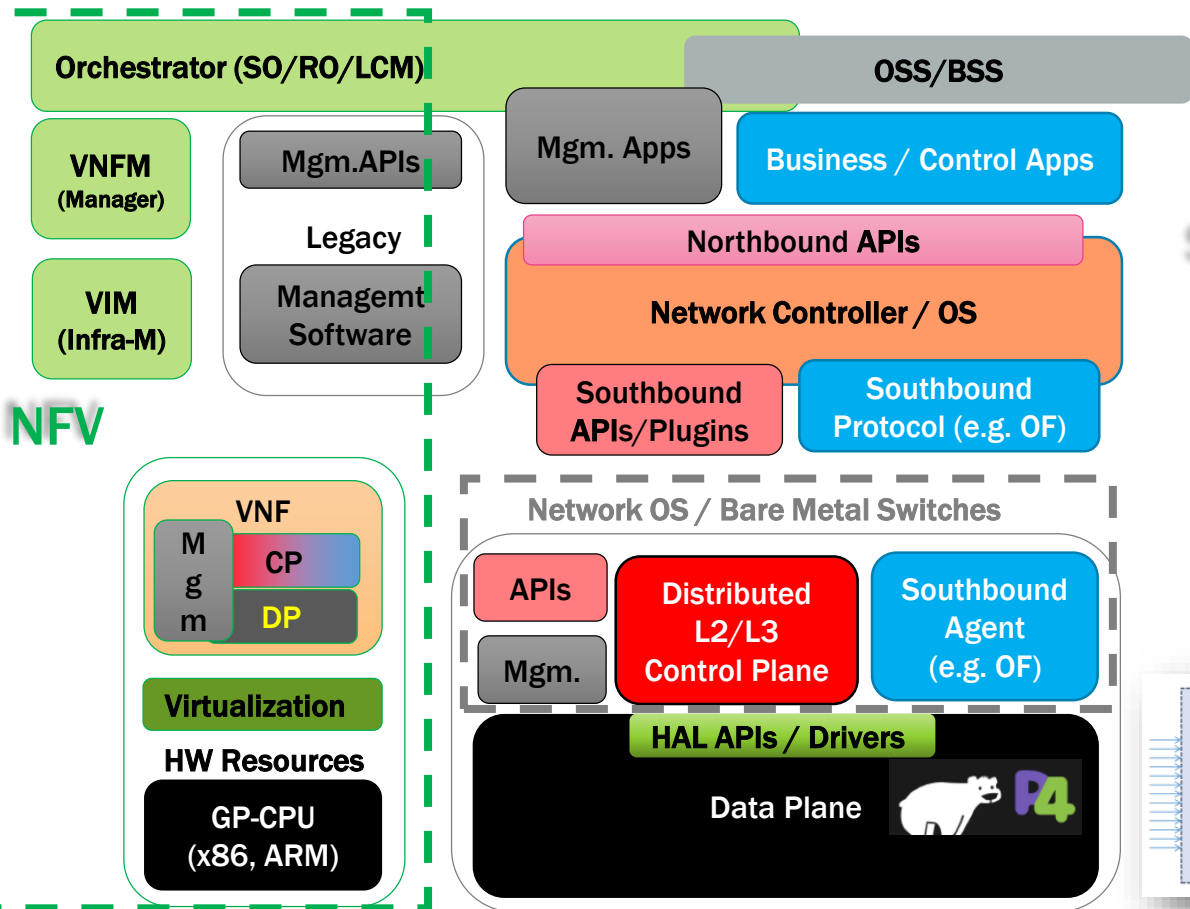 Orchestrator (SO/RO/LCM)
OSS/BSS
VNFM
(Manager)
Mgm.APIs
Mgm. Apps
Business / Control Apps
Legacy
Northbound APIs
VIM
(Infra-M)
Managemt
Software
Network Controller / OS
Southbound
APIs/Plugins
Southbound
Protocol (e.g. OF)
NFV
Network OS / Bare Metal Switches
VNF
M
g
m
CP
DP
APIs
Mgm.
Distributed
L2/L3
Control Plane
Southbound
Agent
(e.g. OF)
Virtualization
HAL APIs / Drivers
HW Resources
GP-CPU
(x86, ARM)
Data Plane
P4